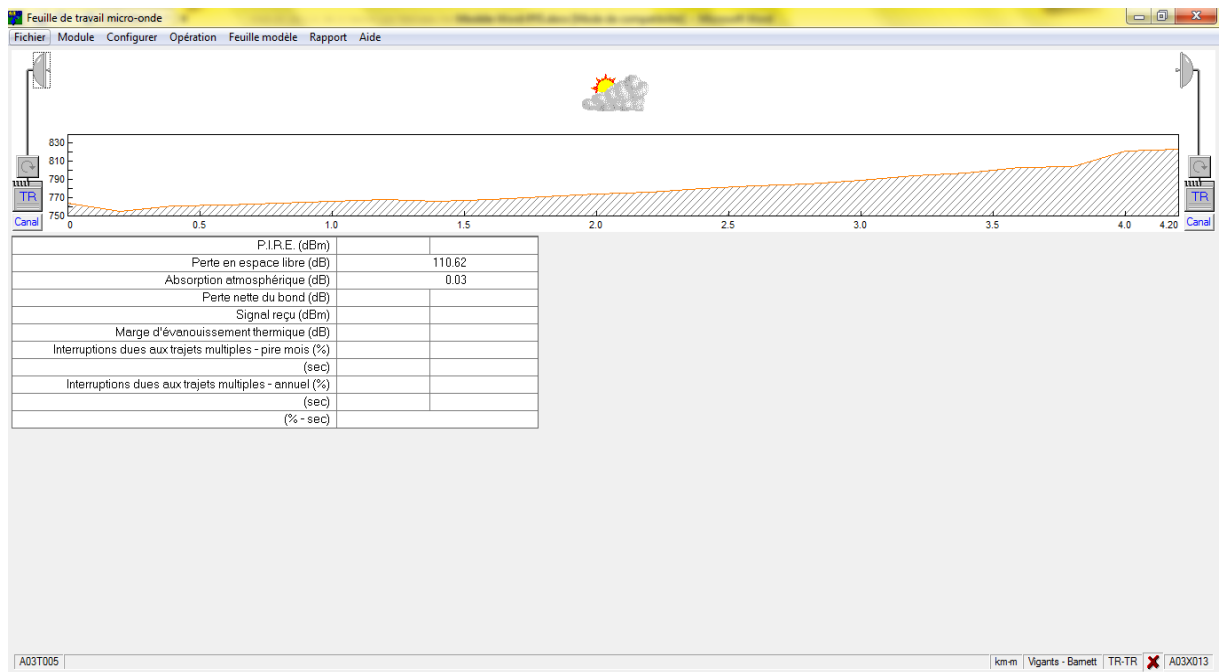 Feuille de travail micro-onde
Fichier Module Configurer Opération Feuille modèle Rapport Aide
830
810
790
770
750
TR
Canal
0 0.5 1.0 1.5 2.0 2.5 3.0 3.5 4.0 4.20
TR
Canal
P.I.R.E. (dBm)
Perte en espace libre (dB) 110.62
Absorption atmosphérique (dB) 0.03
Perte nette du bond (dB)
Signal reçu (dBm)
Marge d'évanouissement thermique (dB)
Interruptions dues aux trajets multiples - pire mois (%)
(sec)
Interruptions dues aux trajets multiples - annuel (%)
(sec)
(% - sec)
A03T005 km-m Vigants - Barnett TR-TR A03X013